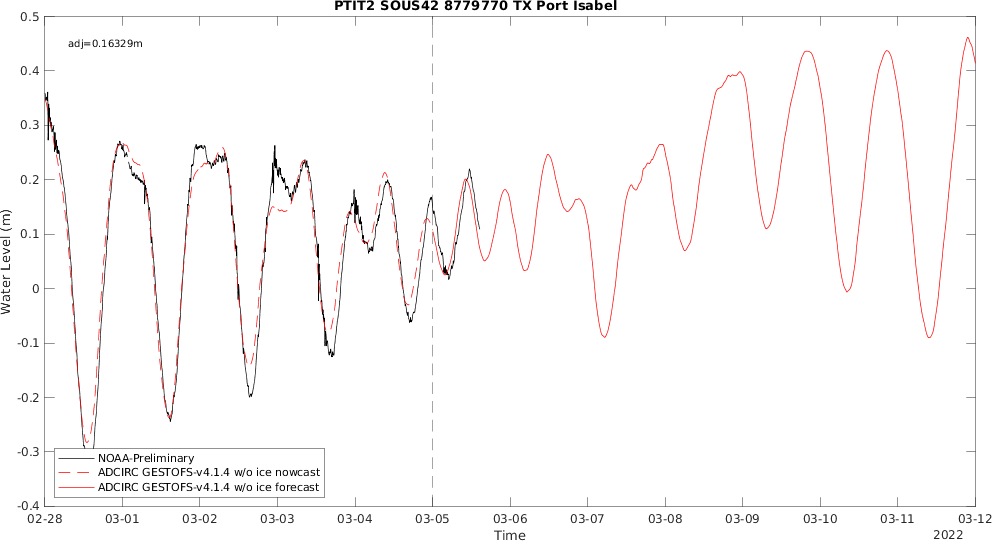 PTIT2 SOUS42 8779770 TX Port Isabel
adj=0.16329m
0.5
0.4
0.3
0.2
0.1
0
-0.1
-0.2
-0.3
-0.4
Water Level (m)
NOAA-Preliminary
ADCIRC GESTOFS-v4.1.4 w/o ice nowcast
ADCIRC GESTOFS-v4.1.4 w/o ice forecast
02-28 03-01 03-02 03-03 03-04 03-05 03-06 03-07 03-08 03-09 03-10 03-11 03-12
Time
2022